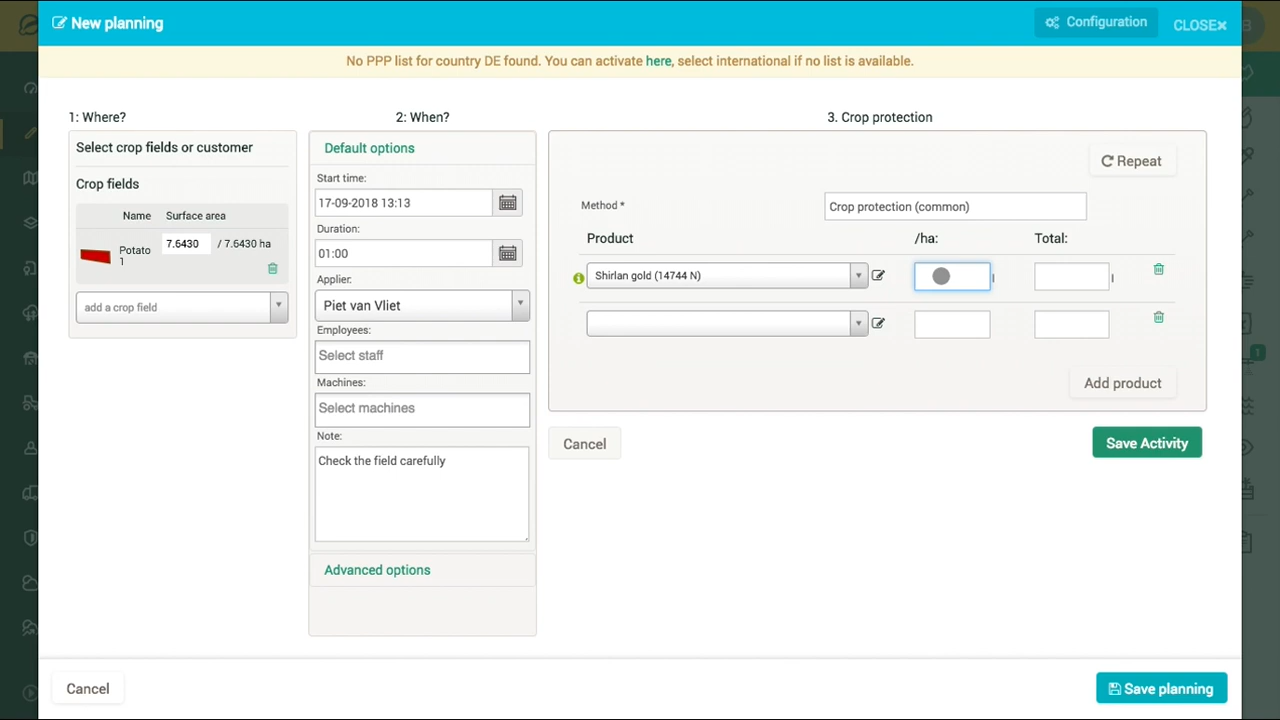 New planning
Configuration
CLOSE×
No PPP list for country DE found. You can activate here, select international if no list is available.
1: Where?
Select crop fields or customer
Crop fields
Name Surface area
Potato 7.6430 / 7.6430 ha
1
add a crop field
2: When?
Default options
Start time:
17-09-2018 13:13
Duration:
01:00
Applier:
Piet van Vliet
Employees:
Select staff
Machines:
Select machines
Note:
Check the field carefully
Advanced options
3. Crop protection
Repeat
Method *
Crop protection (common)
Product /ha: Total:
Shirlan gold (14744 N) l l
Add product
Cancel
Save Activity
Cancel
Save planning
B
1